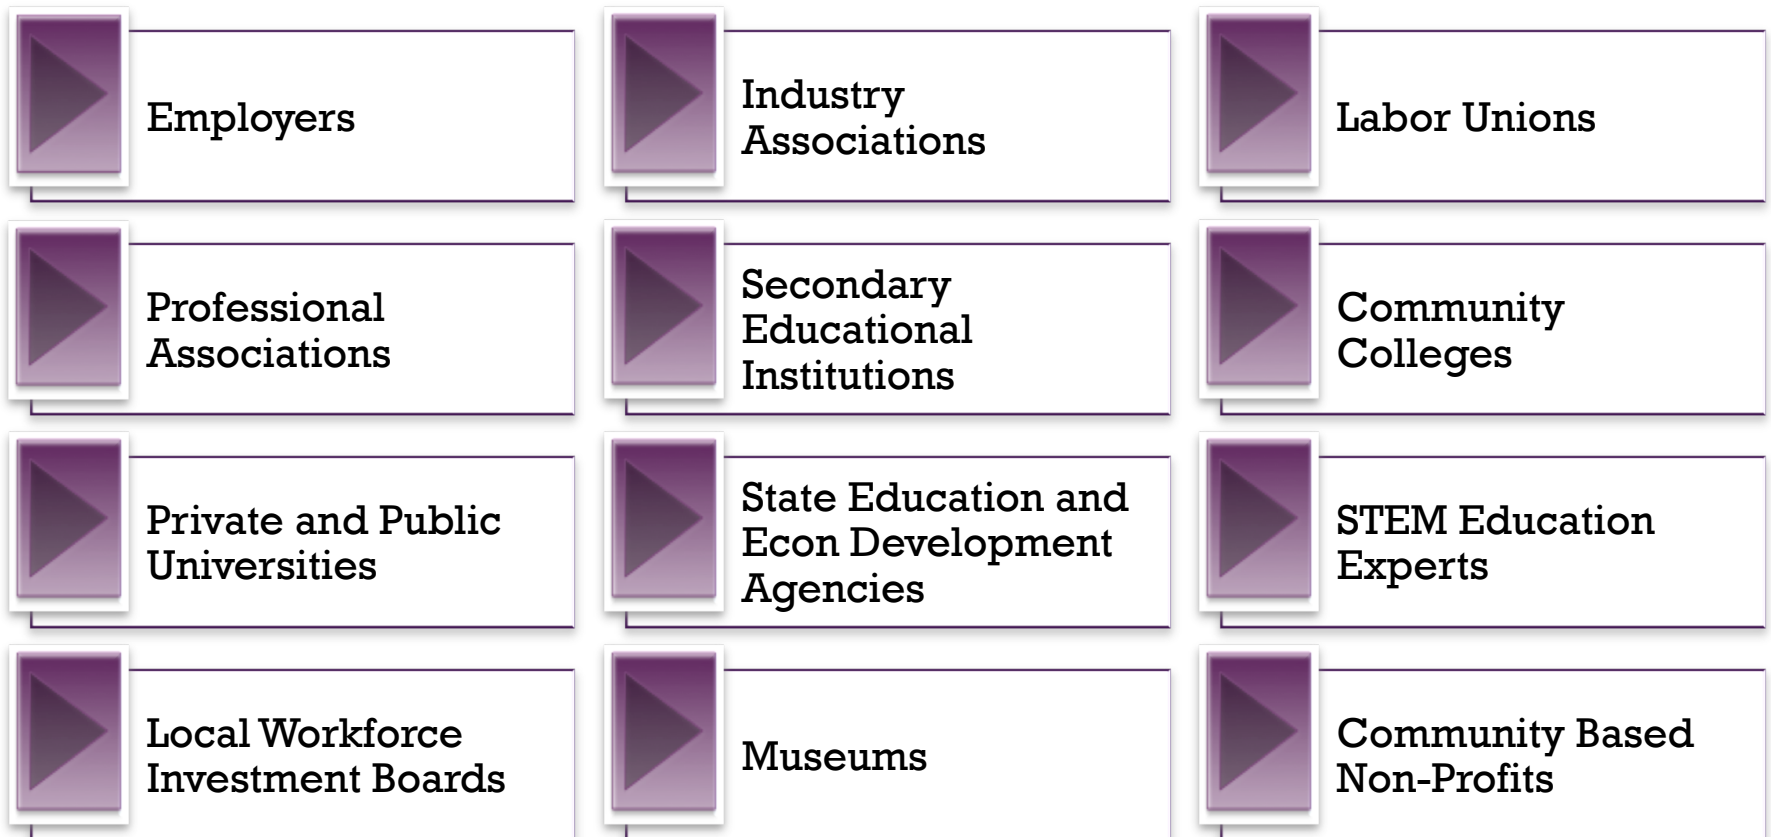 Employers
Industry
Associations
Labor Unions
Professional
Associations
Secondary
Educational
Institutions
Community
Colleges
Private and Public
Universities
State Education and
Econ Development
Agencies
STEM Education
Experts
Local Workforce
Investment Boards
Museums
Community Based
Non-Profits